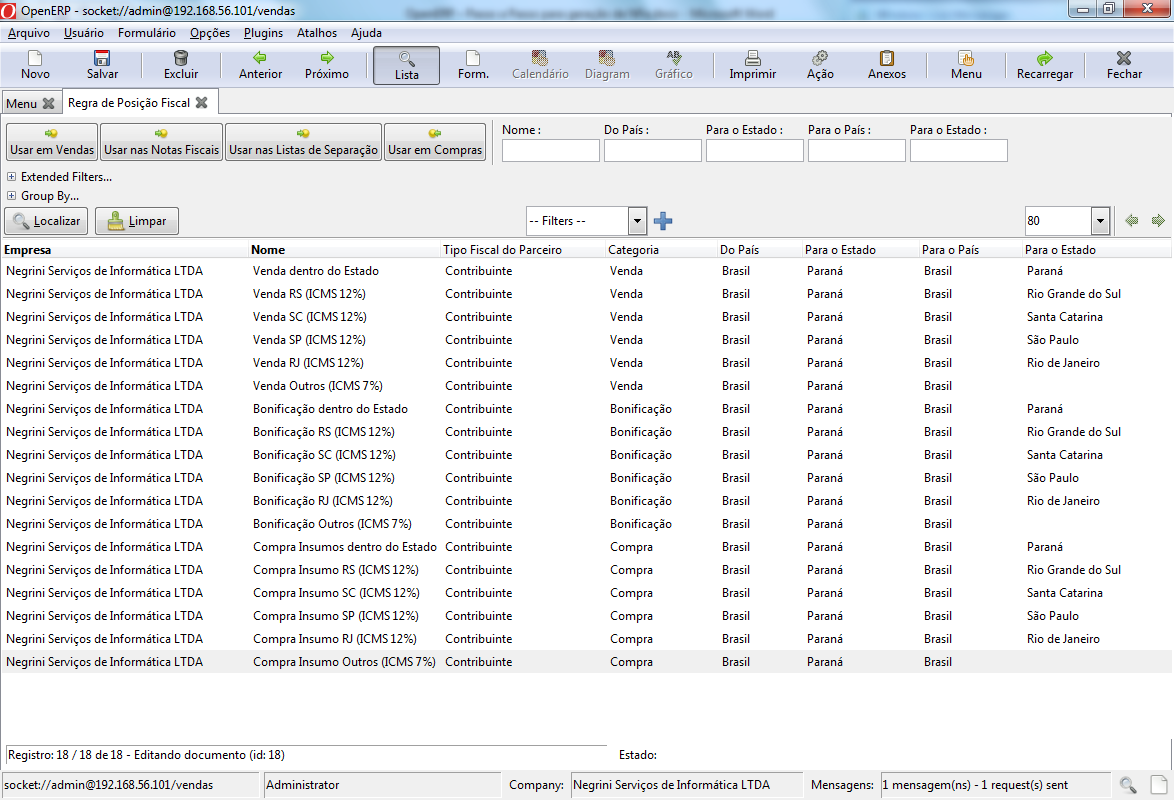 OpenERP - socket://admin@192.168.56.101/vendas
Arquivo Usuário Formulário Opções Plugins Atalhos Ajuda
Novo Salvar Excluir Anterior Próximo Lista Form. Calendário Diagram Gráfico Imprimir Ação Anexos Menu Recarregar Fechar
Menu Regra de Posição Fiscal
Nome : Do País : Para o Estado : Para o País : Para o Estado :
Usar em Vendas Usar nas Notas Fiscais Usar nas Listas de Separação Usar em Compras
Extended Filters...
Group By...
Localizar Limpar -- Filters -- 80
Empresa Nome Tipo Fiscal do Parceiro Categoria Do País Para o Estado Para o País Para o Estado
Negrini Serviços de Informática LTDA Venda dentro do Estado Contribuinte Venda Brasil Paraná Brasil Paraná
Negrini Serviços de Informática LTDA Venda RS (ICMS 12%) Contribuinte Venda Brasil Paraná Brasil Rio Grande do Sul
Negrini Serviços de Informática LTDA Venda SC (ICMS 12%) Contribuinte Venda Brasil Paraná Brasil Santa Catarina
Negrini Serviços de Informática LTDA Venda SP (ICMS 12%) Contribuinte Venda Brasil Paraná Brasil São Paulo
Negrini Serviços de Informática LTDA Venda RJ (ICMS 12%) Contribuinte Venda Brasil Paraná Brasil Rio de Janeiro
Negrini Serviços de Informática LTDA Venda Outros (ICMS 7%) Contribuinte Venda Brasil Paraná Brasil
Negrini Serviços de Informática LTDA Bonificação dentro do Estado Contribuinte Bonificação Brasil Paraná Brasil Paraná
Negrini Serviços de Informática LTDA Bonificação RS (ICMS 12%) Contribuinte Bonificação Brasil Paraná Brasil Rio Grande do Sul
Negrini Serviços de Informática LTDA Bonificação SC (ICMS 12%) Contribuinte Bonificação Brasil Paraná Brasil Santa Catarina
Negrini Serviços de Informática LTDA Bonificação SP (ICMS 12%) Contribuinte Bonificação Brasil Paraná Brasil São Paulo
Negrini Serviços de Informática LTDA Bonificação RJ (ICMS 12%) Contribuinte Bonificação Brasil Paraná Brasil Rio de Janeiro
Negrini Serviços de Informática LTDA Bonificação Outros (ICMS 7%) Contribuinte Bonificação Brasil Paraná Brasil
Negrini Serviços de Informática LTDA Compra Insumos dentro do Estado Contribuinte Compra Brasil Paraná Brasil Paraná
Negrini Serviços de Informática LTDA Compra Insumo RS (ICMS 12%) Contribuinte Compra Brasil Paraná Brasil Rio Grande do Sul
Negrini Serviços de Informática LTDA Compra Insumo SC (ICMS 12%) Contribuinte Compra Brasil Paraná Brasil Santa Catarina
Negrini Serviços de Informática LTDA Compra Insumo SP (ICMS 12%) Contribuinte Compra Brasil Paraná Brasil São Paulo
Negrini Serviços de Informática LTDA Compra Insumo RJ (ICMS 12%) Contribuinte Compra Brasil Paraná Brasil Rio de Janeiro
Negrini Serviços de Informática LTDA Compra Insumo Outros (ICMS 7%) Contribuinte Compra Brasil Paraná Brasil
Registro: 18 / 18 de 18 - Editando documento (id: 18) Estado:
socket://admin@192.168.56.101/vendas Administrator Company: Negrini Serviços de Informática LTDA Mensagens: 1 mensagem(ns) - 1 request(s) sent